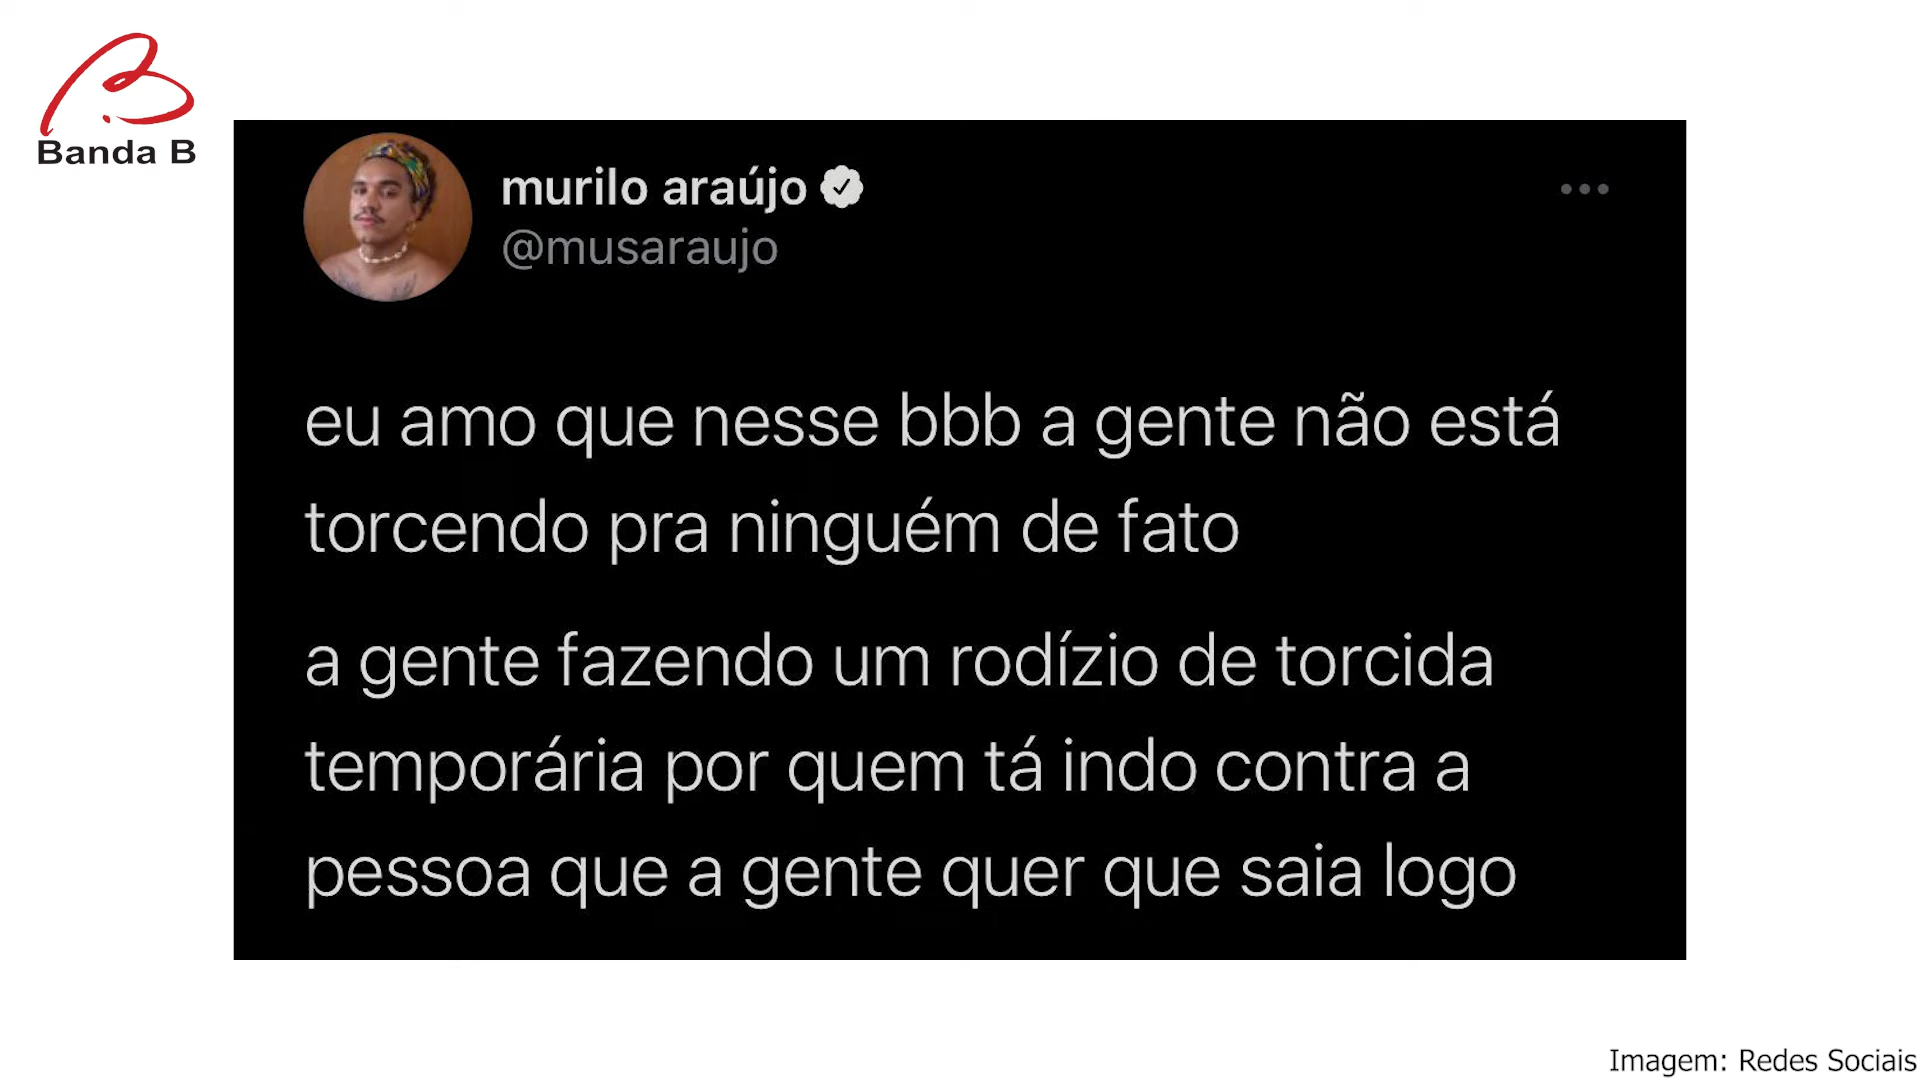 Banda B
murilo araújo
@musaraujo
eu amo que nesse bbb a gente não está
torcendo pra ninguém de fato
a gente fazendo um rodízio de torcida
temporária por quem tá indo contra a
pessoa que a gente quer que saia logo
Imagem: Redes Sociais